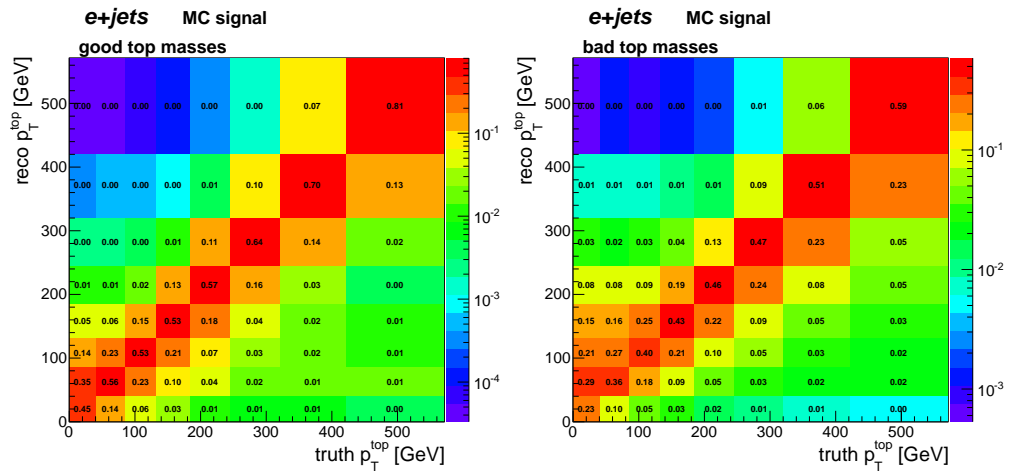 e+jets MC signal
good top masses
reco p_T^top [GeV]
500
400
300
200
100
0
0.00 0.00 0.00 0.00 0.00 0.07 0.81
0.00 0.00 0.00 0.01 0.10 0.70 0.13
0.00 0.00 0.01 0.11 0.64 0.14 0.02
0.01 0.01 0.02 0.13 0.57 0.16 0.03 0.00
0.05 0.06 0.15 0.53 0.18 0.04 0.02 0.01
0.14 0.23 0.53 0.21 0.07 0.03 0.02 0.01
0.35 0.56 0.23 0.10 0.04 0.02 0.01 0.01
0.45 0.14 0.06 0.03 0.01 0.01 0.01 0.00
0 100 200 300 400 500
truth p_T^top [GeV]
10^-1
10^-2
10^-3
10^-4
e+jets MC signal
bad top masses
reco p_T^top [GeV]
500
400
300
200
100
0
0.00 0.00 0.00 0.00 0.01 0.06 0.59
0.01 0.01 0.01 0.01 0.01 0.09 0.51 0.23
0.03 0.02 0.03 0.04 0.13 0.47 0.23 0.05
0.08 0.08 0.09 0.19 0.46 0.24 0.08 0.05
0.15 0.16 0.25 0.43 0.22 0.09 0.05 0.03
0.21 0.27 0.40 0.21 0.10 0.05 0.03 0.02
0.29 0.36 0.18 0.09 0.05 0.03 0.02 0.02
0.23 0.10 0.05 0.03 0.02 0.01 0.01 0.00
0 100 200 300 400 500
truth p_T^top [GeV]
10^-1
10^-2
10^-3